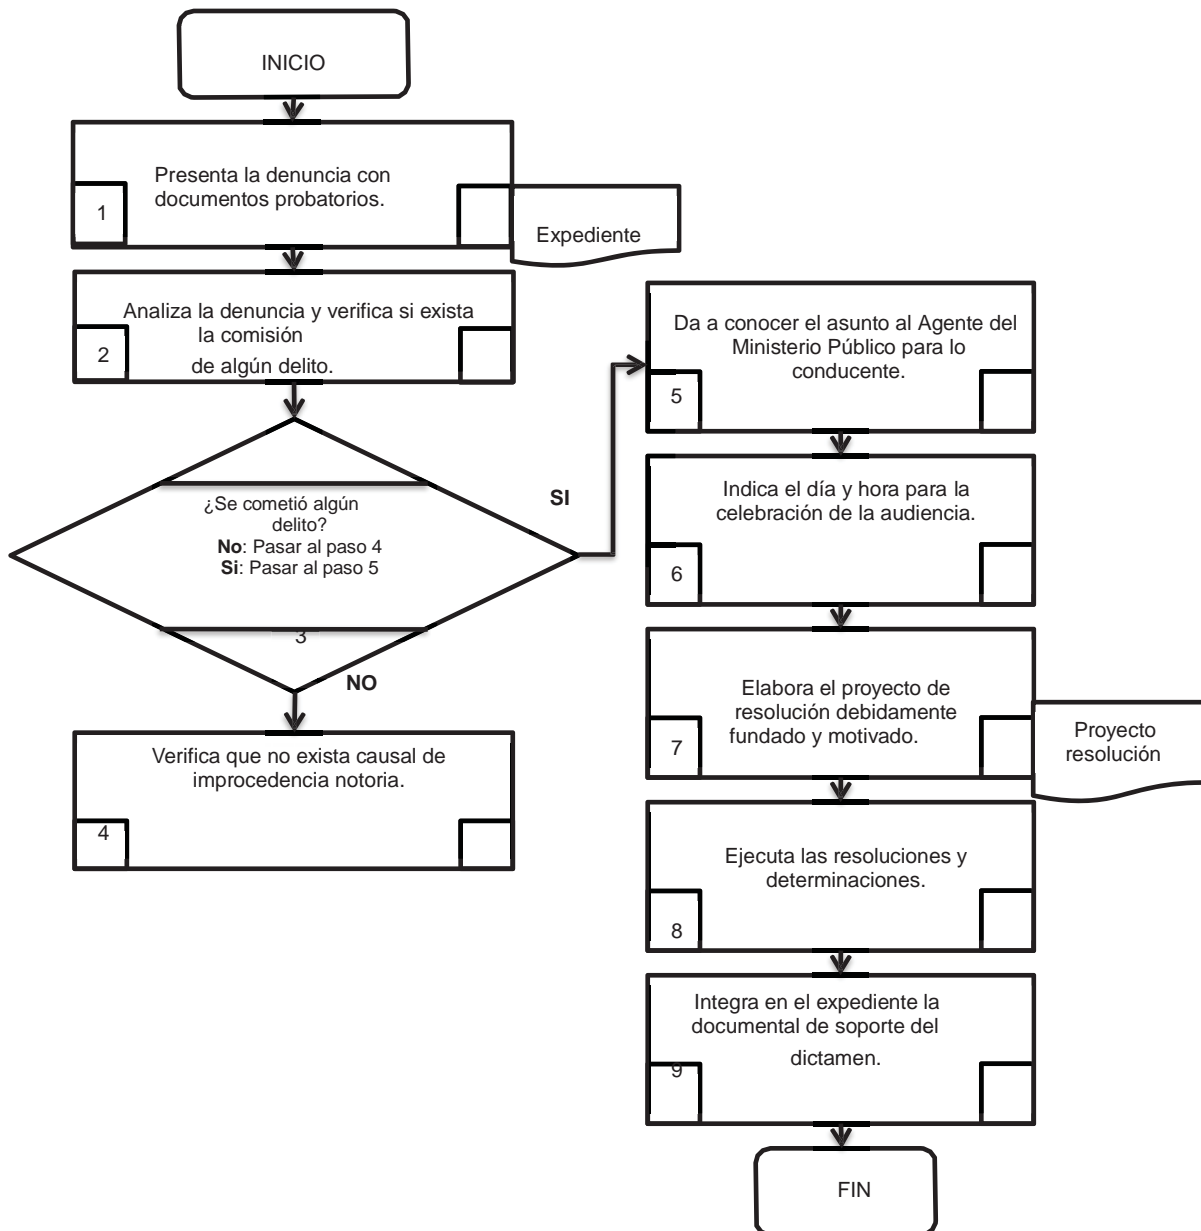 INICIO
Presenta la denuncia con
documentos probatorios.
1
Expediente
Analiza la denuncia y verifica si exista
la comisión
de algún delito.
2
¿Se cometió algún
delito?
No: Pasar al paso 4
Si: Pasar al paso 5
3
SI
NO
Verifica que no exista causal de
improcedencia notoria.
4
Da a conocer el asunto al Agente del
Ministerio Público para lo
conducente.
5
Indica el día y hora para la
celebración de la audiencia.
6
Elabora el proyecto de
resolución debidamente
fundado y motivado.
7
Proyecto
resolución
Ejecuta las resoluciones y
determinaciones.
8
Integra en el expediente la
documental de soporte del
dictamen.
9
FIN